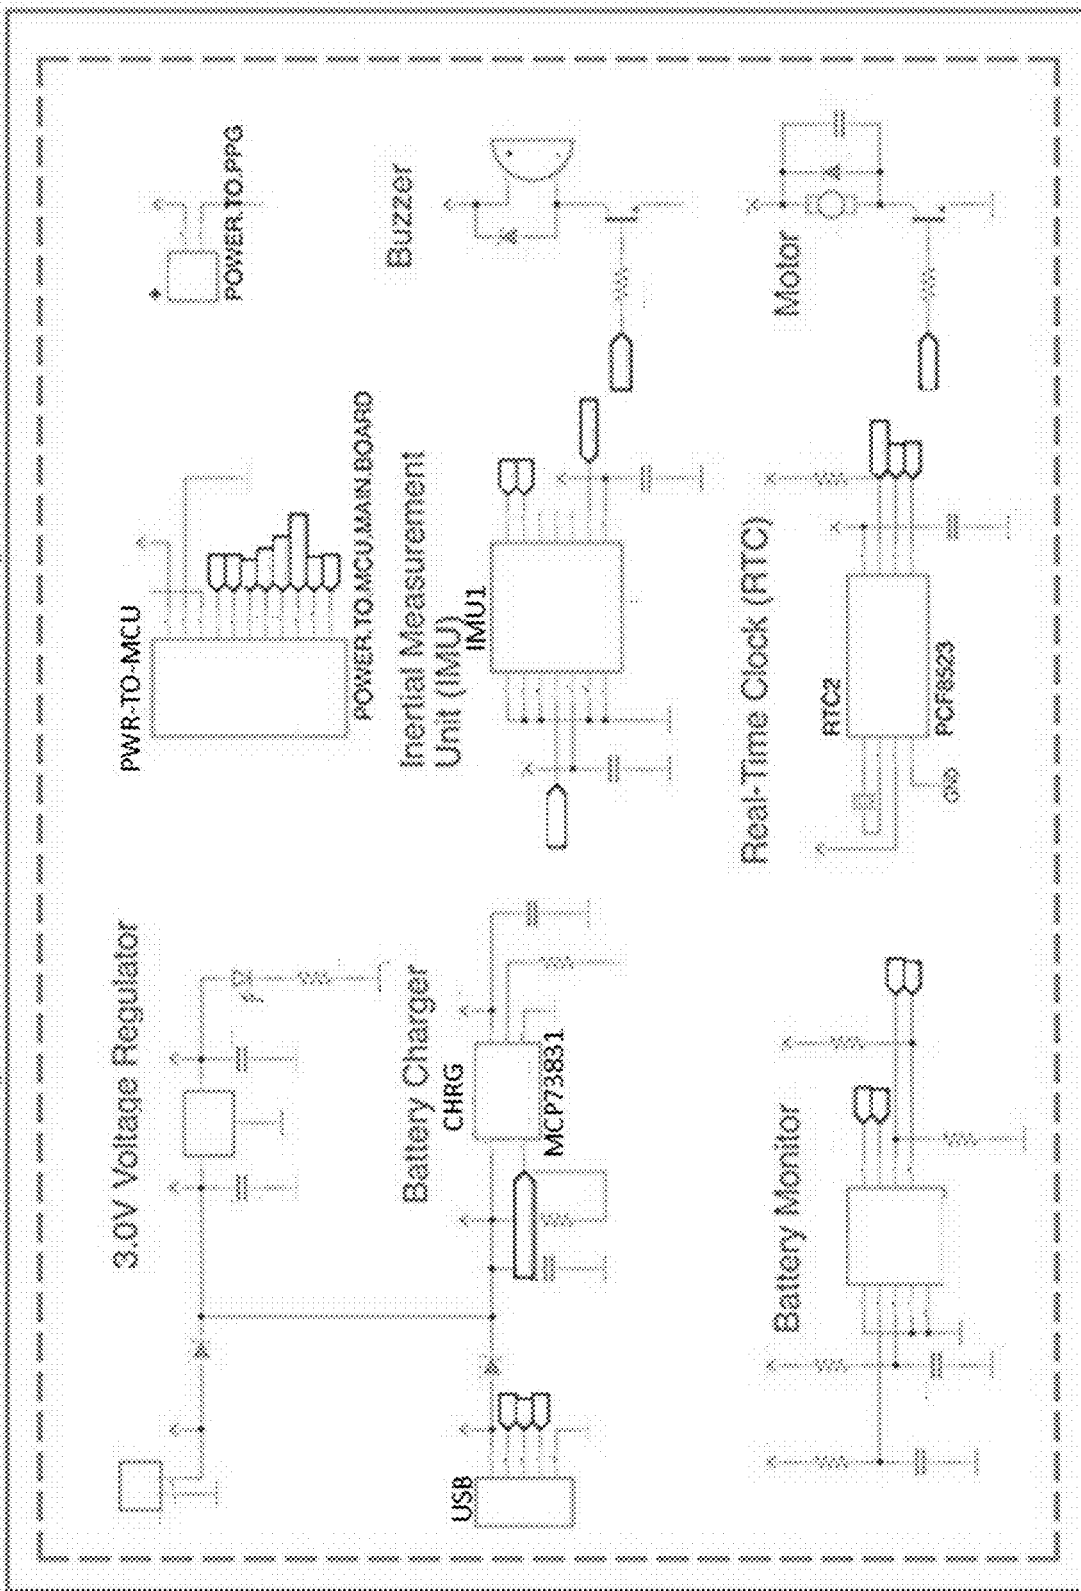 3.0V Voltage Regulator
PWR-TO-MCU
POWER.TO.MCU.MAIN.BOARD
POWER.TO.PPG
USB
Battery Charger
CHRG
MCP73831
Inertial Measurement
Unit (IMU)
IMU1
Buzzer
Battery Monitor
Real-Time Clock (RTC)
RTC2
PCF8523
Motor